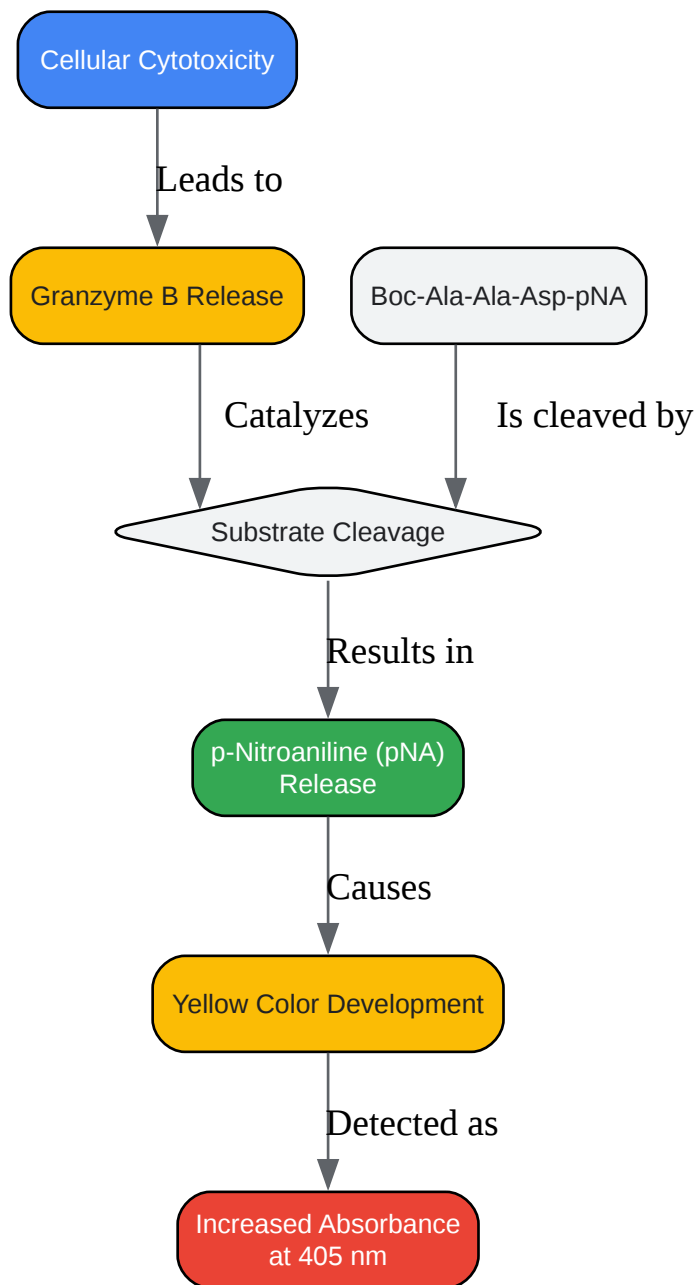 Cellular Cytotoxicity
Leads to
Granzyme B Release
Boc-Ala-Ala-Asp-pNA
Catalyzes
Is cleaved by
Substrate Cleavage
Results in
p-Nitroaniline (pNA)
Release
Causes
Yellow Color Development
Detected as
Increased Absorbance
at 405 nm